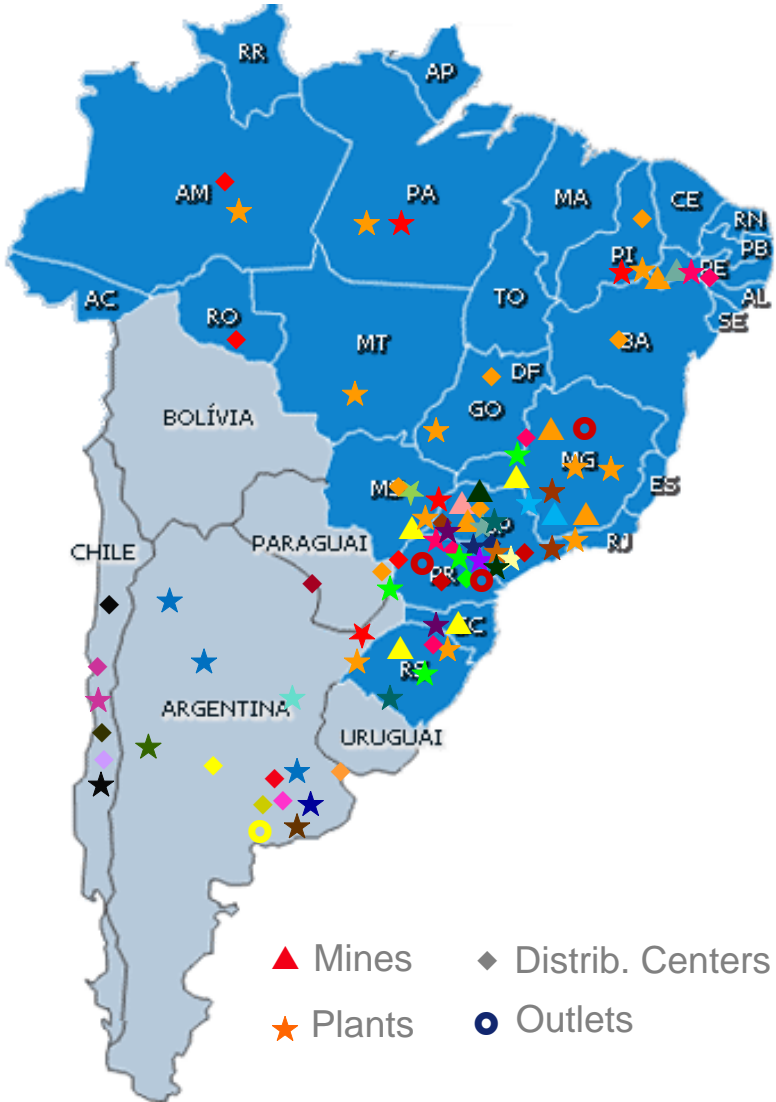 RR
AP
AM
PA
MA
CE
RN
PB
PI
PE
AL
SE
AC
RO
TO
BA
MT
DF
GO
BOLÍVIA
MG
ES
MS
SP
RJ
PARAGUAI
CHILE
PR
SC
RS
ARGENTINA
URUGUAI
Mines
Distrib. Centers
Plants
Outlets